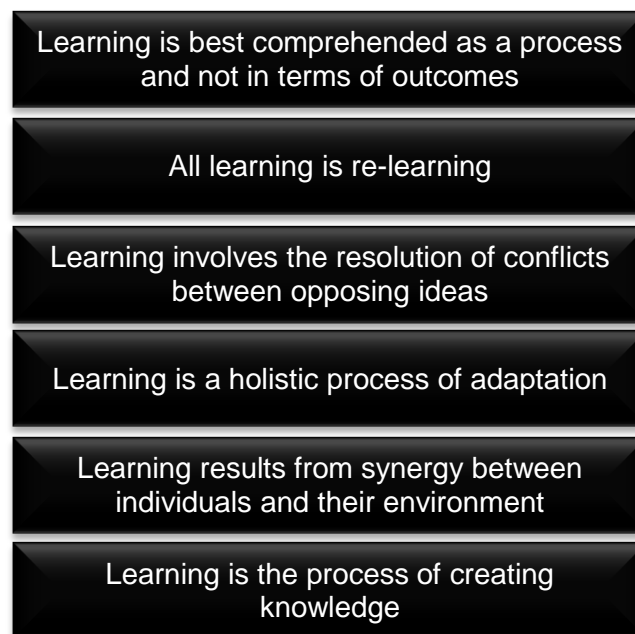 Learning is best comprehended as a process
and not in terms of outcomes
All learning is re-learning
Learning involves the resolution of conflicts
between opposing ideas
Learning is a holistic process of adaptation
Learning results from synergy between
individuals and their environment
Learning is the process of creating
knowledge